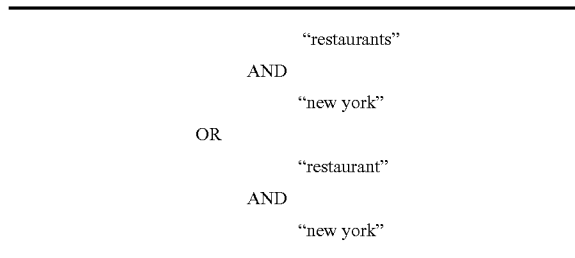 “restaurants”
AND
“new york”
OR
“restaurant”
AND
“new york”